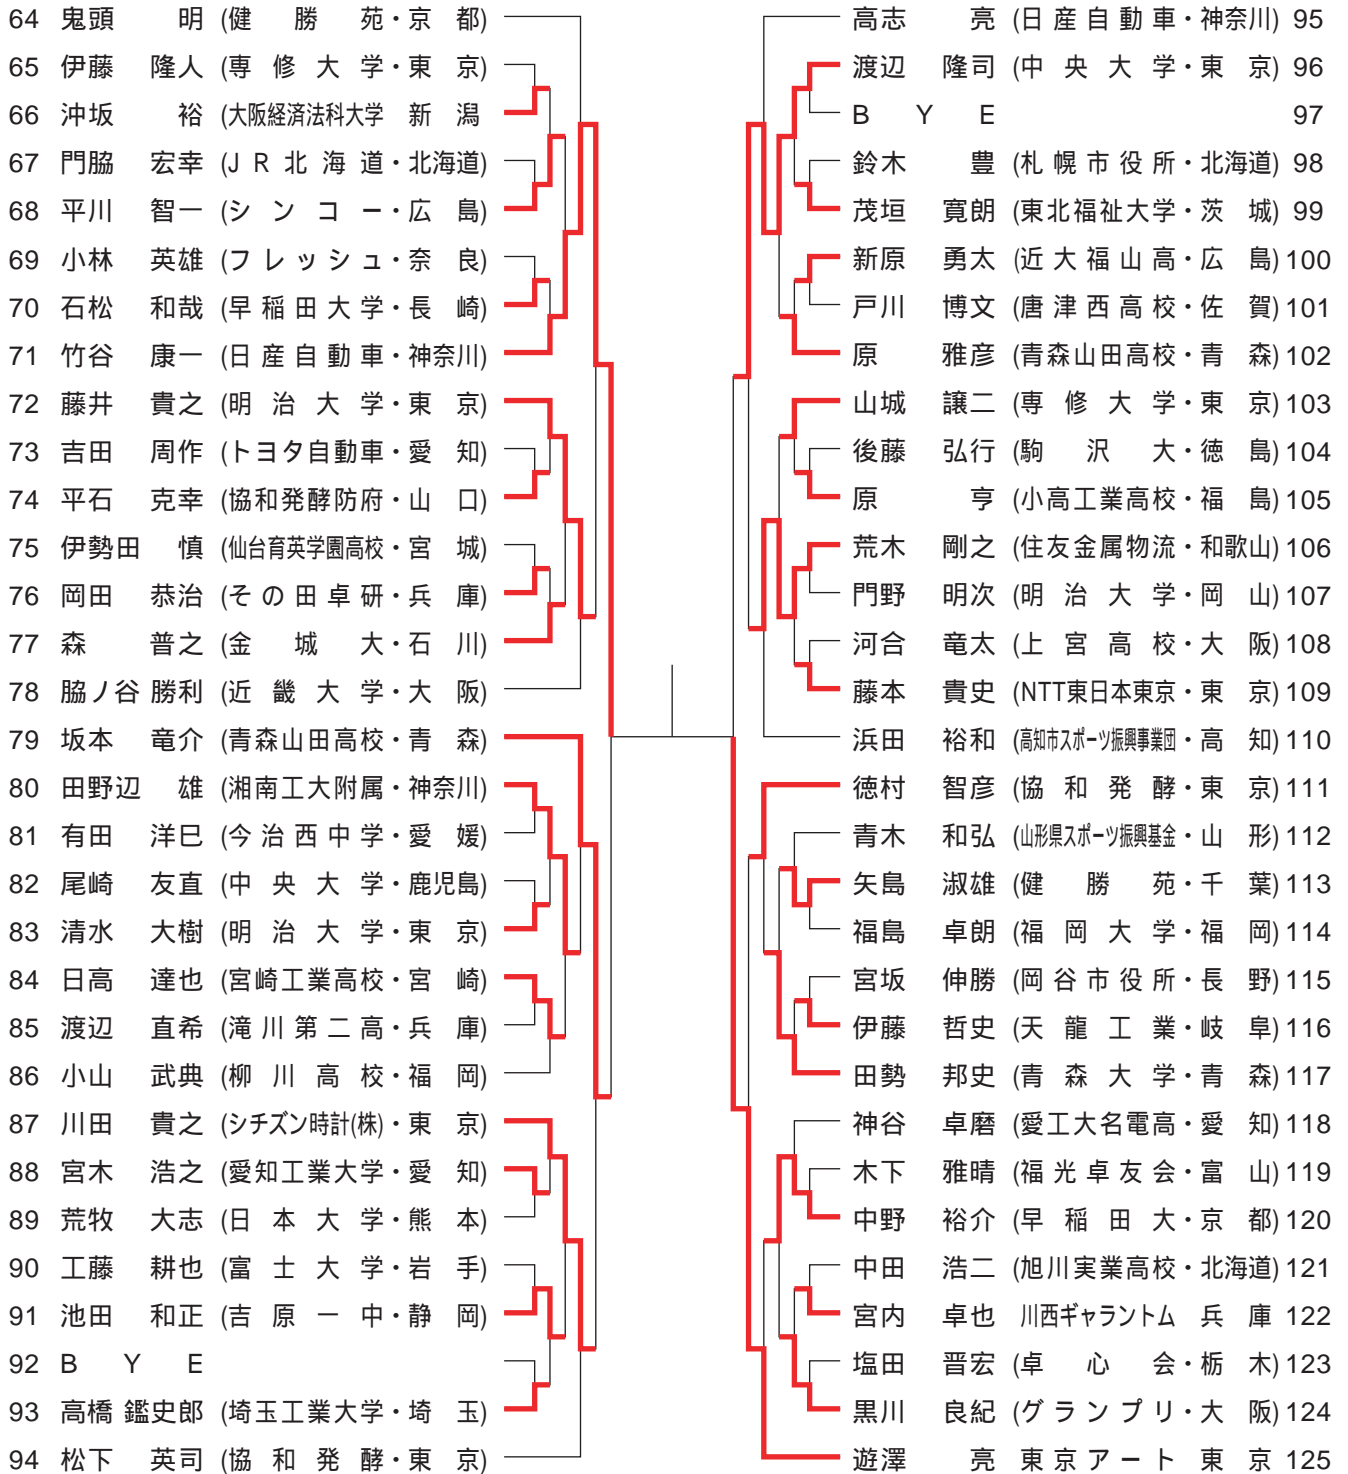 64 鬼頭 明 (健勝苑・京都)
65 伊藤 隆人 (専修大学・東京)
66 沖坂 裕 (大阪経済法科大学 新潟
67 門脇 宏幸 (JR北海道・北海道)
68 平川 智一 (シンコー・広島)
69 小林 英雄 (フレッシュ・奈良)
70 石松 和哉 (早稲田大学・長崎)
71 竹谷 康一 (日産自動車・神奈川)
72 藤井 貴之 (明治大学・東京)
73 吉田 周作 (トヨタ自動車・愛知)
74 平石 克幸 (協和発酵防府・山口)
75 伊勢田 慎 (仙台育英学園高校・宮城)
76 岡田 恭治 (その田卓研・兵庫)
77 森 普之 (金城大・石川)
78 脇ノ谷 勝利 (近畿大学・大阪)
79 坂本 竜介 (青森山田高校・青森)
80 田野辺 雄 (湘南工大附属・神奈川)
81 有田 洋巳 (今治西中学・愛媛)
82 尾崎 友直 (中央大学・鹿児島)
83 清水 大樹 (明治大学・東京)
84 日高 達也 (宮崎工業高校・宮崎)
85 渡辺 直希 (滝川第二高・兵庫)
86 小山 武典 (柳川高校・福岡)
87 川田 貴之 (シチズン時計(株)・東京)
88 宮木 浩之 (愛知工業大学・愛知)
89 荒牧 大志 (日本大学・熊本)
90 工藤 耕也 (富士大学・岩手)
91 池田 和正 (吉原一中・静岡)
92 BYE
93 高橋 鑑史郎 (埼玉工業大学・埼玉)
94 松下 英司 (協和発酵・東京)
高志 亮 (日産自動車・神奈川) 95
渡辺 隆司 (中央大学・東京) 96
BYE 97
鈴木 豊 (札幌市役所・北海道) 98
茂垣 寛朗 (東北福祉大学・茨城) 99
新原 勇太 (近大福山高・広島) 100
戸川 博文 (唐津西高校・佐賀) 101
原 雅彦 (青森山田高校・青森) 102
山城 譲二 (専修大学・東京) 103
後藤 弘行 (駒沢大・徳島) 104
原 亨 (小高工業高校・福島) 105
荒木 剛之 (住友金属物流・和歌山) 106
門野 明次 (明治大学・岡山) 107
河合 竜太 (上宮高校・大阪) 108
藤本 貴史 (NTT東日本東京・東京) 109
浜田 裕和 (高知市スポーツ振興事業団・高知) 110
徳村 智彦 (協和発酵・東京) 111
青木 和弘 (山形県スポーツ振興基金・山形) 112
矢島 淑雄 (健勝苑・千葉) 113
福島 卓朗 (福岡大学・福岡) 114
宮坂 伸勝 (岡谷市役所・長野) 115
伊藤 哲史 (天龍工業・岐阜) 116
田勢 邦史 (青森大学・青森) 117
神谷 卓磨 (愛工大名電高・愛知) 118
木下 雅晴 (福光卓友会・富山) 119
中野 裕介 (早稲田大・京都) 120
中田 浩二 (旭川実業高校・北海道) 121
宮内 卓也 川西ギャラントム 兵庫 122
塩田 晋宏 (卓心会・栃木) 123
黒川 良紀 (グランプリ・大阪) 124
遊澤 亮 東京アート 東京 125